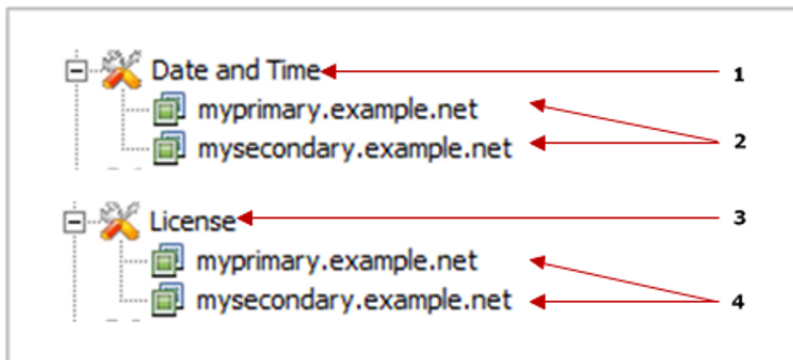 Date and Time 1
myprimary.example.net
2
mysecondary.example.net
License 3
myprimary.example.net
mysecondary.example.net 4